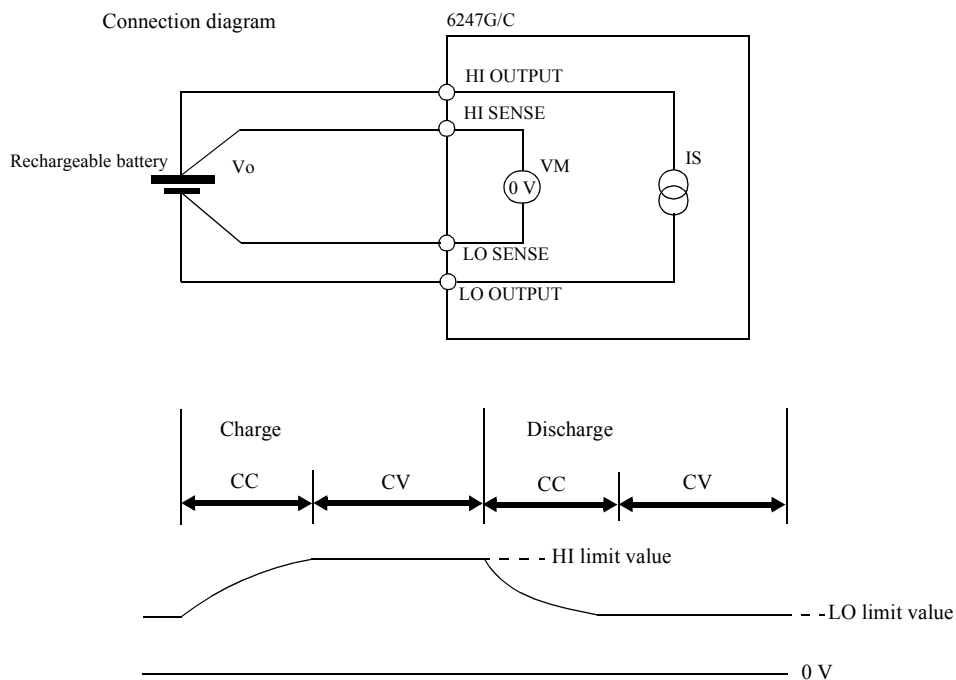 Connection diagram
6247G/C
HI OUTPUT
HI SENSE
Rechargeable battery
Vo
VM
0 V
IS
LO SENSE
LO OUTPUT
Charge
Discharge
CC
CV
CC
CV
HI limit value
LO limit value
0 V